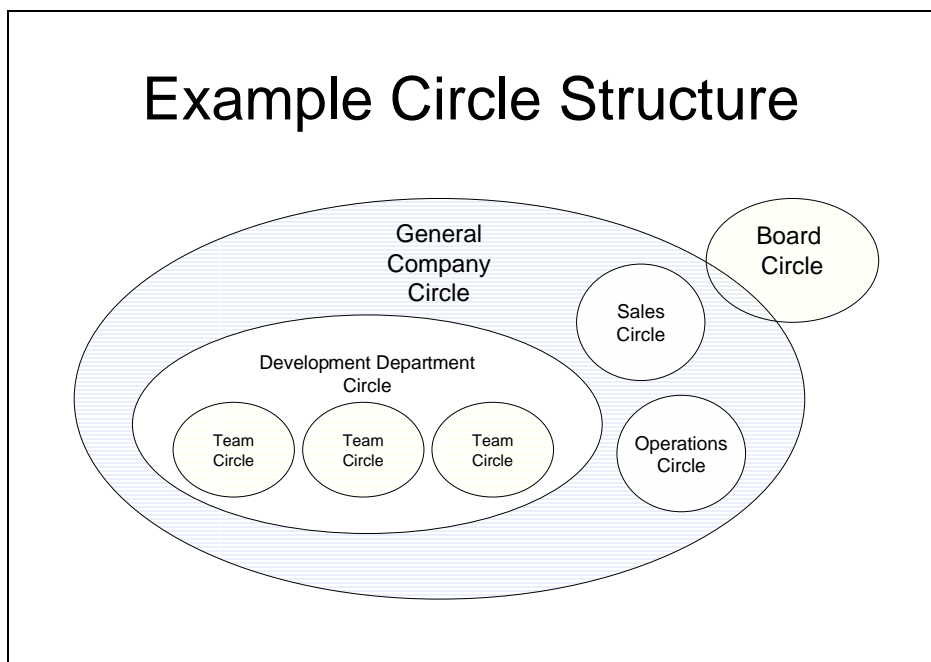 Example Circle Structure
General
Company
Circle
Board
Circle
Sales
Circle
Development Department
Circle
Team
Circle
Team
Circle
Team
Circle
Operations
Circle